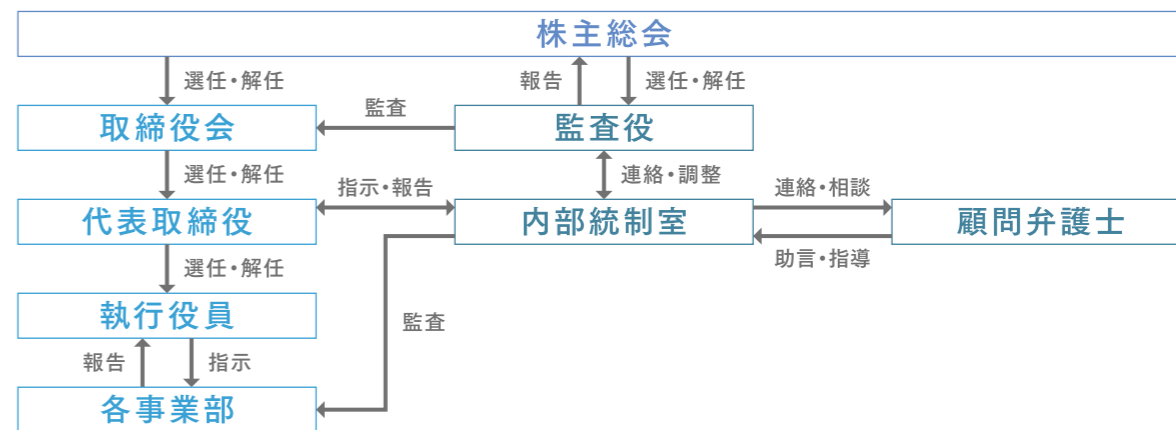 株主総会
選任・解任
報告
選任・解任
取締役会
監査
監査役
選任・解任
連絡・調整
指示・報告
連絡・相談
代表取締役
内部統制室
顧問弁護士
選任・解任
助言・指導
執行役員
監査
報告
指示
各事業部